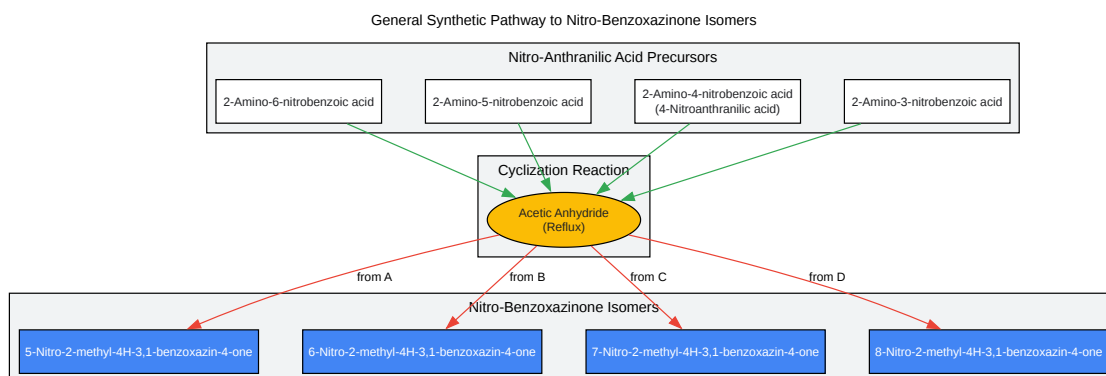 General Synthetic Pathway to Nitro-Benzoxazinone Isomers
Nitro-Anthranilic Acid Precursors
2-Amino-6-nitrobenzoic acid
2-Amino-5-nitrobenzoic acid
2-Amino-4-nitrobenzoic acid
(4-Nitroanthranilic acid)
2-Amino-3-nitrobenzoic acid
Cyclization Reaction
Acetic Anhydride
(Reflux)
from A
from B
from C
from D
Nitro-Benzoxazinone Isomers
5-Nitro-2-methyl-4H-3,1-benzoxazin-4-one
6-Nitro-2-methyl-4H-3,1-benzoxazin-4-one
7-Nitro-2-methyl-4H-3,1-benzoxazin-4-one
8-Nitro-2-methyl-4H-3,1-benzoxazin-4-one